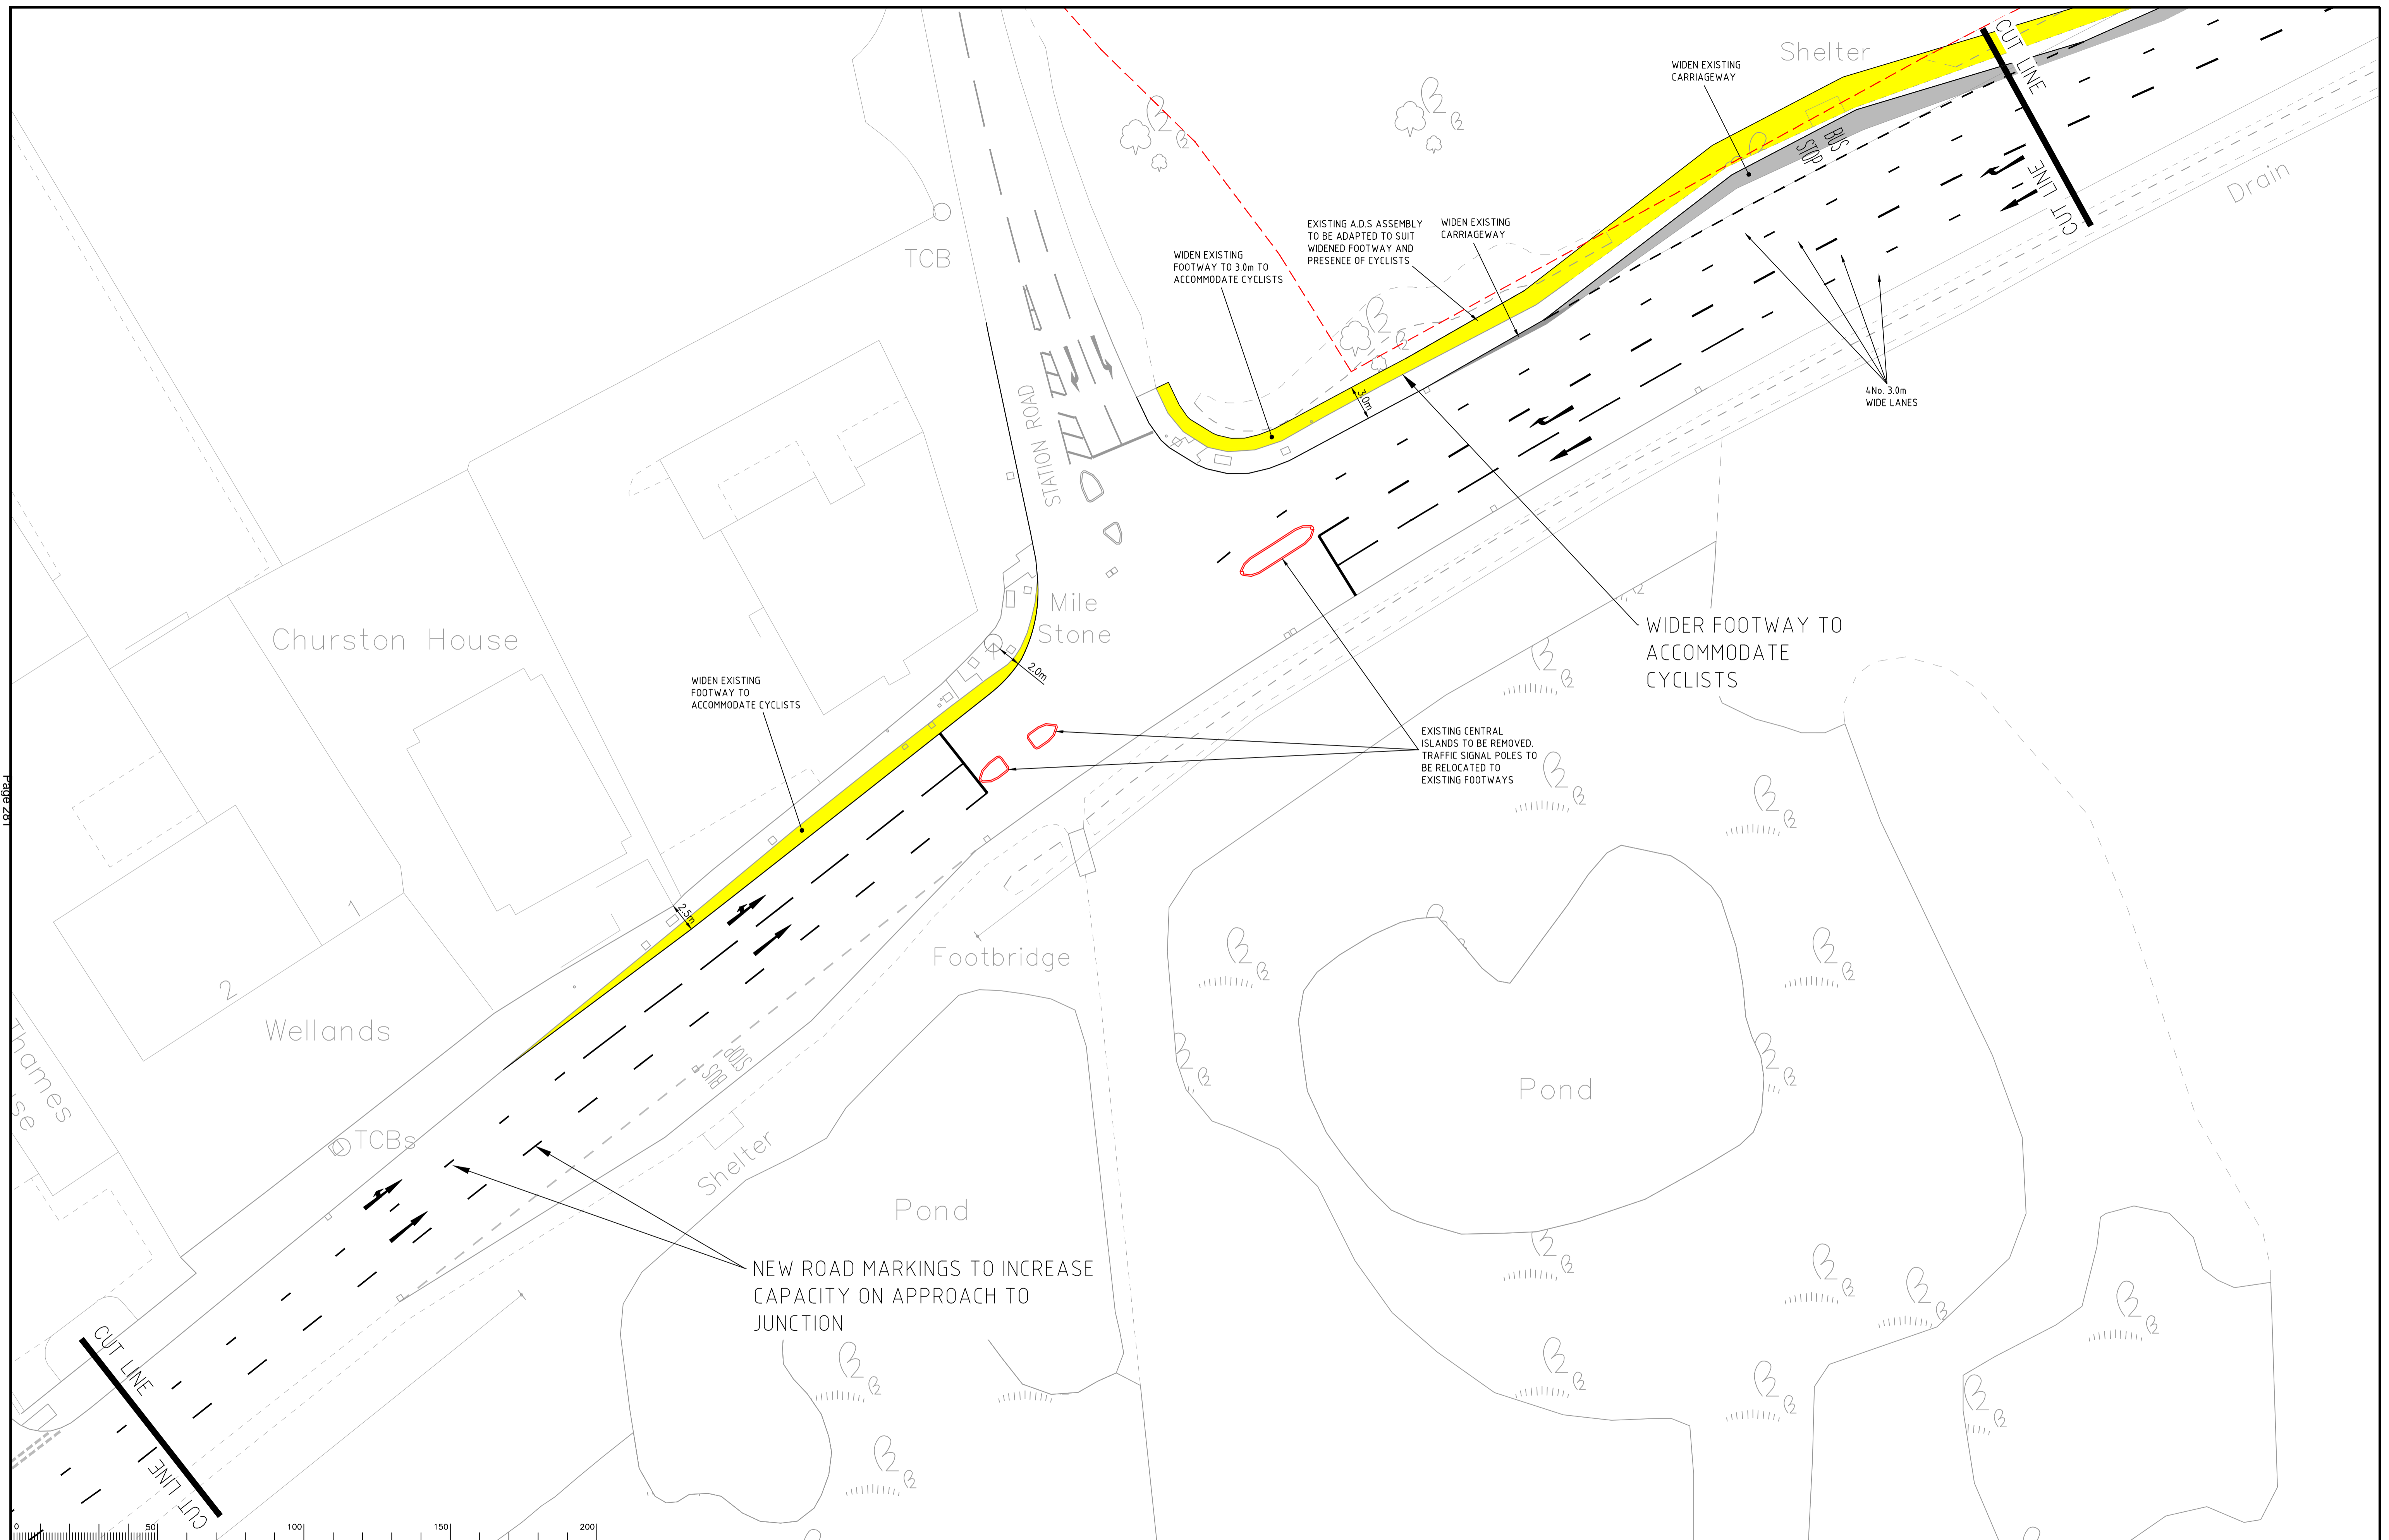 Shelter
CUT LINE
WIDEN EXISTING
CARRIAGEWAY
BUS
STOP
CUT LINE
Drain
TCB
EXISTING A.D.S ASSEMBLY
TO BE ADAPTED TO SUIT
WIDENED FOOTWAY AND
PRESENCE OF CYCLISTS
WIDEN EXISTING
CARRIAGEWAY
WIDEN EXISTING
FOOTWAY TO 3.0m TO
ACCOMMODATE CYCLISTS
3.0m
4No. 3.0m
WIDE LANES
STATION ROAD
Mile
Stone
Churston House
WIDER FOOTWAY TO
ACCOMMODATE
CYCLISTS
2.0m
WIDEN EXISTING
FOOTWAY TO
ACCOMMODATE CYCLISTS
EXISTING CENTRAL
ISLANDS TO BE REMOVED.
TRAFFIC SIGNAL POLES TO
BE RELOCATED TO
EXISTING FOOTWAYS
Page 281
1
2.5m
Footbridge
2
Wellands
Thames
se
BUS
STOP
Pond
TCBs
Shelter
Pond
NEW ROAD MARKINGS TO INCREASE
CAPACITY ON APPROACH TO
JUNCTION
CUT LINE
CUT LINE
0 50 100 150 200